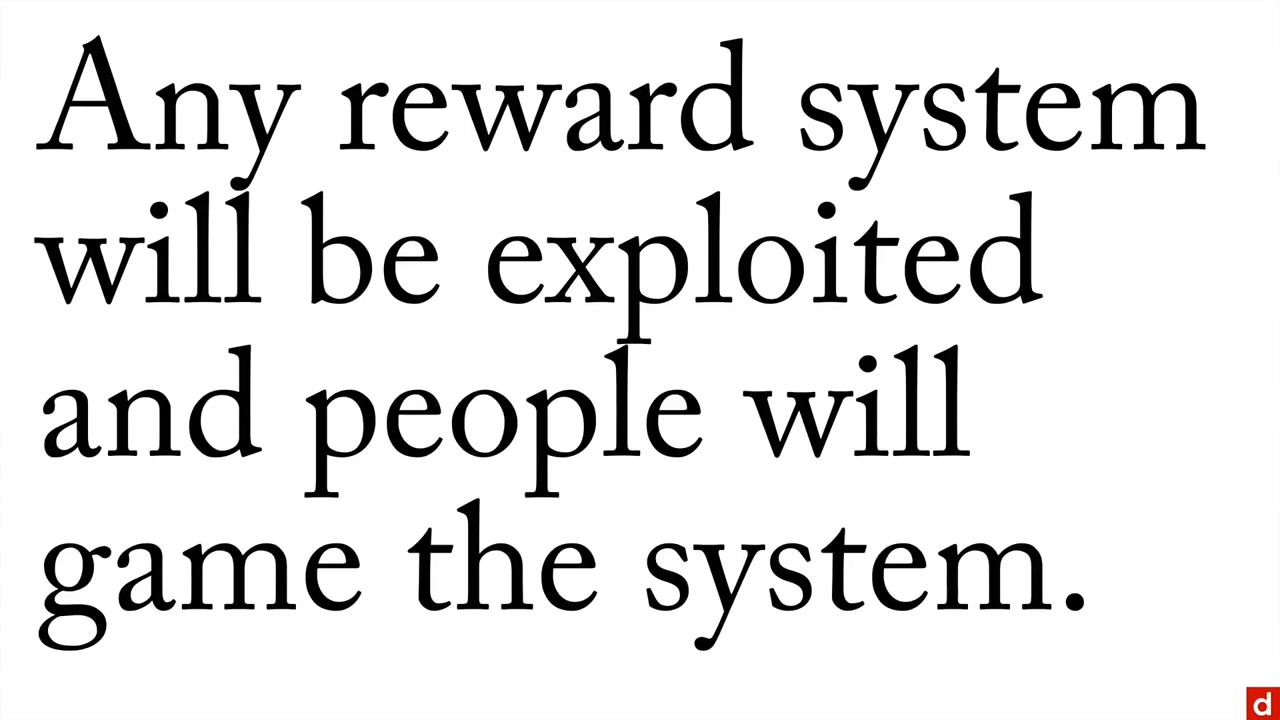 Any reward system
will be exploited
and people will
game the system.
d